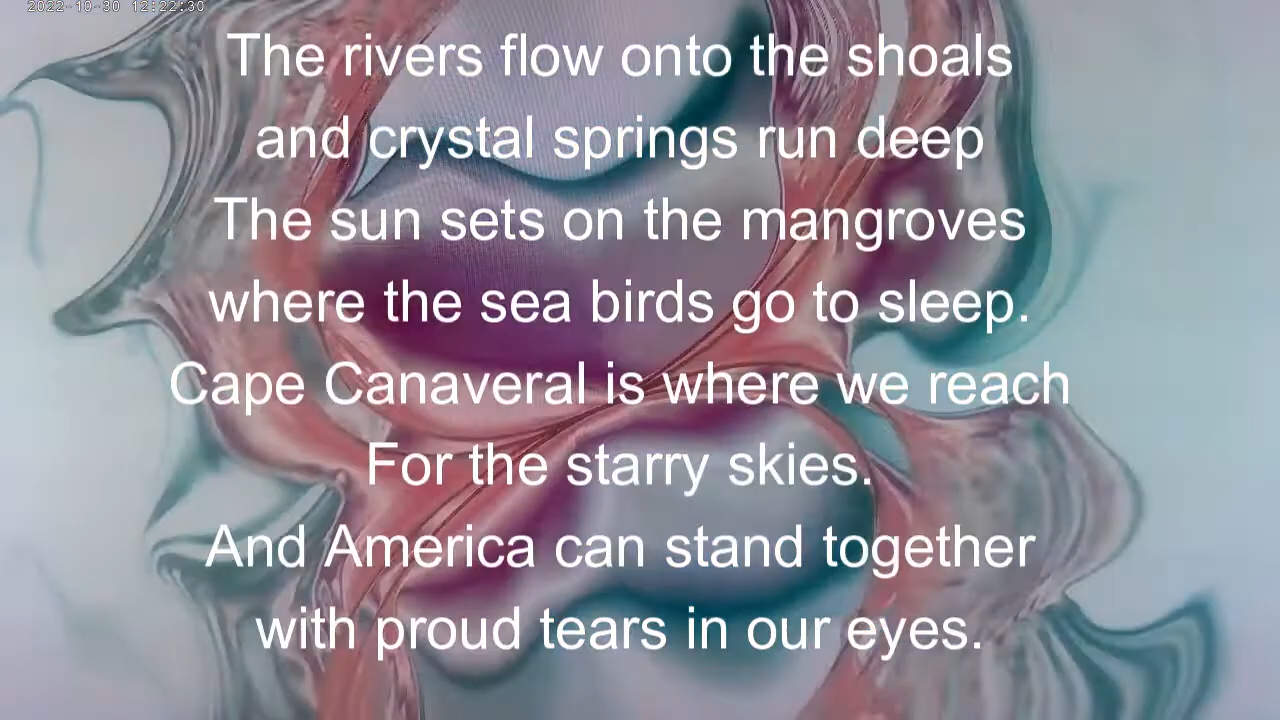 2022-10-30 12:22:30
The rivers flow onto the shoals
and crystal springs run deep
The sun sets on the mangroves
where the sea birds go to sleep.
Cape Canaveral is where we reach
For the starry skies.
And America can stand together
with proud tears in our eyes.